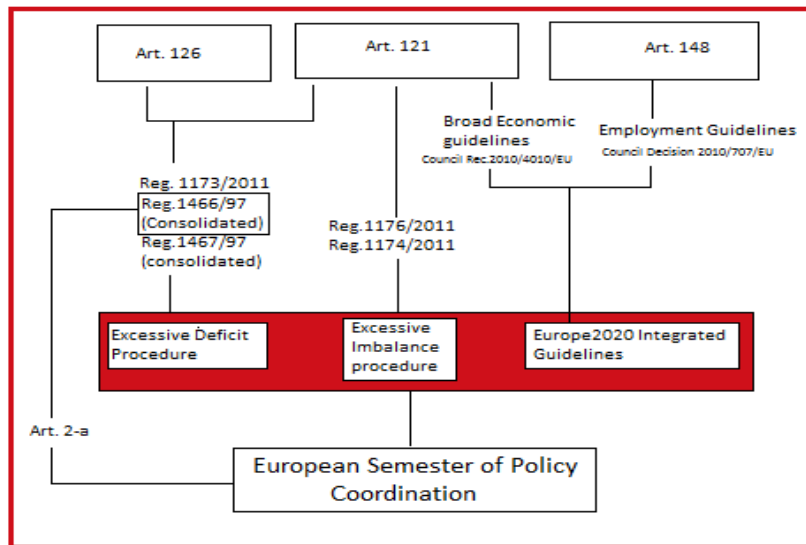 Art. 126
Art. 121
Art. 148
Broad Economic
guidelines
Council Rec.2010/4010/EU
Employment Guidelines
Council Decision 2010/707/EU
Reg. 1173/2011
Reg.1466/97
(Consolidated)
Reg.1467/97
(consolidated)
Reg.1176/2011
Reg.1174/2011
Excessive Deficit
Procedure
Excessive
Imbalance
procedure
Europe2020 Integrated
Guidelines
Art. 2-a
European Semester of Policy
Coordination